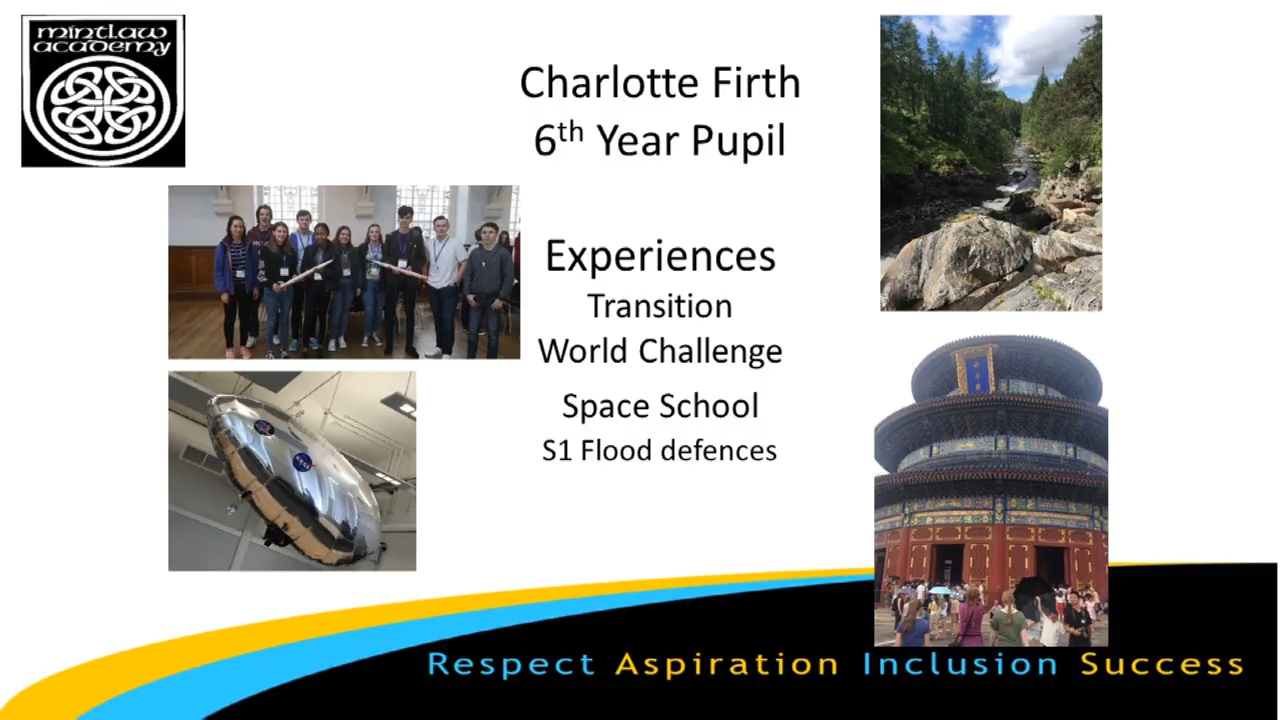 mintlaw
academy
Charlotte Firth
6th Year Pupil
Experiences
Transition
World Challenge
Space School
S1 Flood defences
NASA
Respect Aspiration Inclusion Success